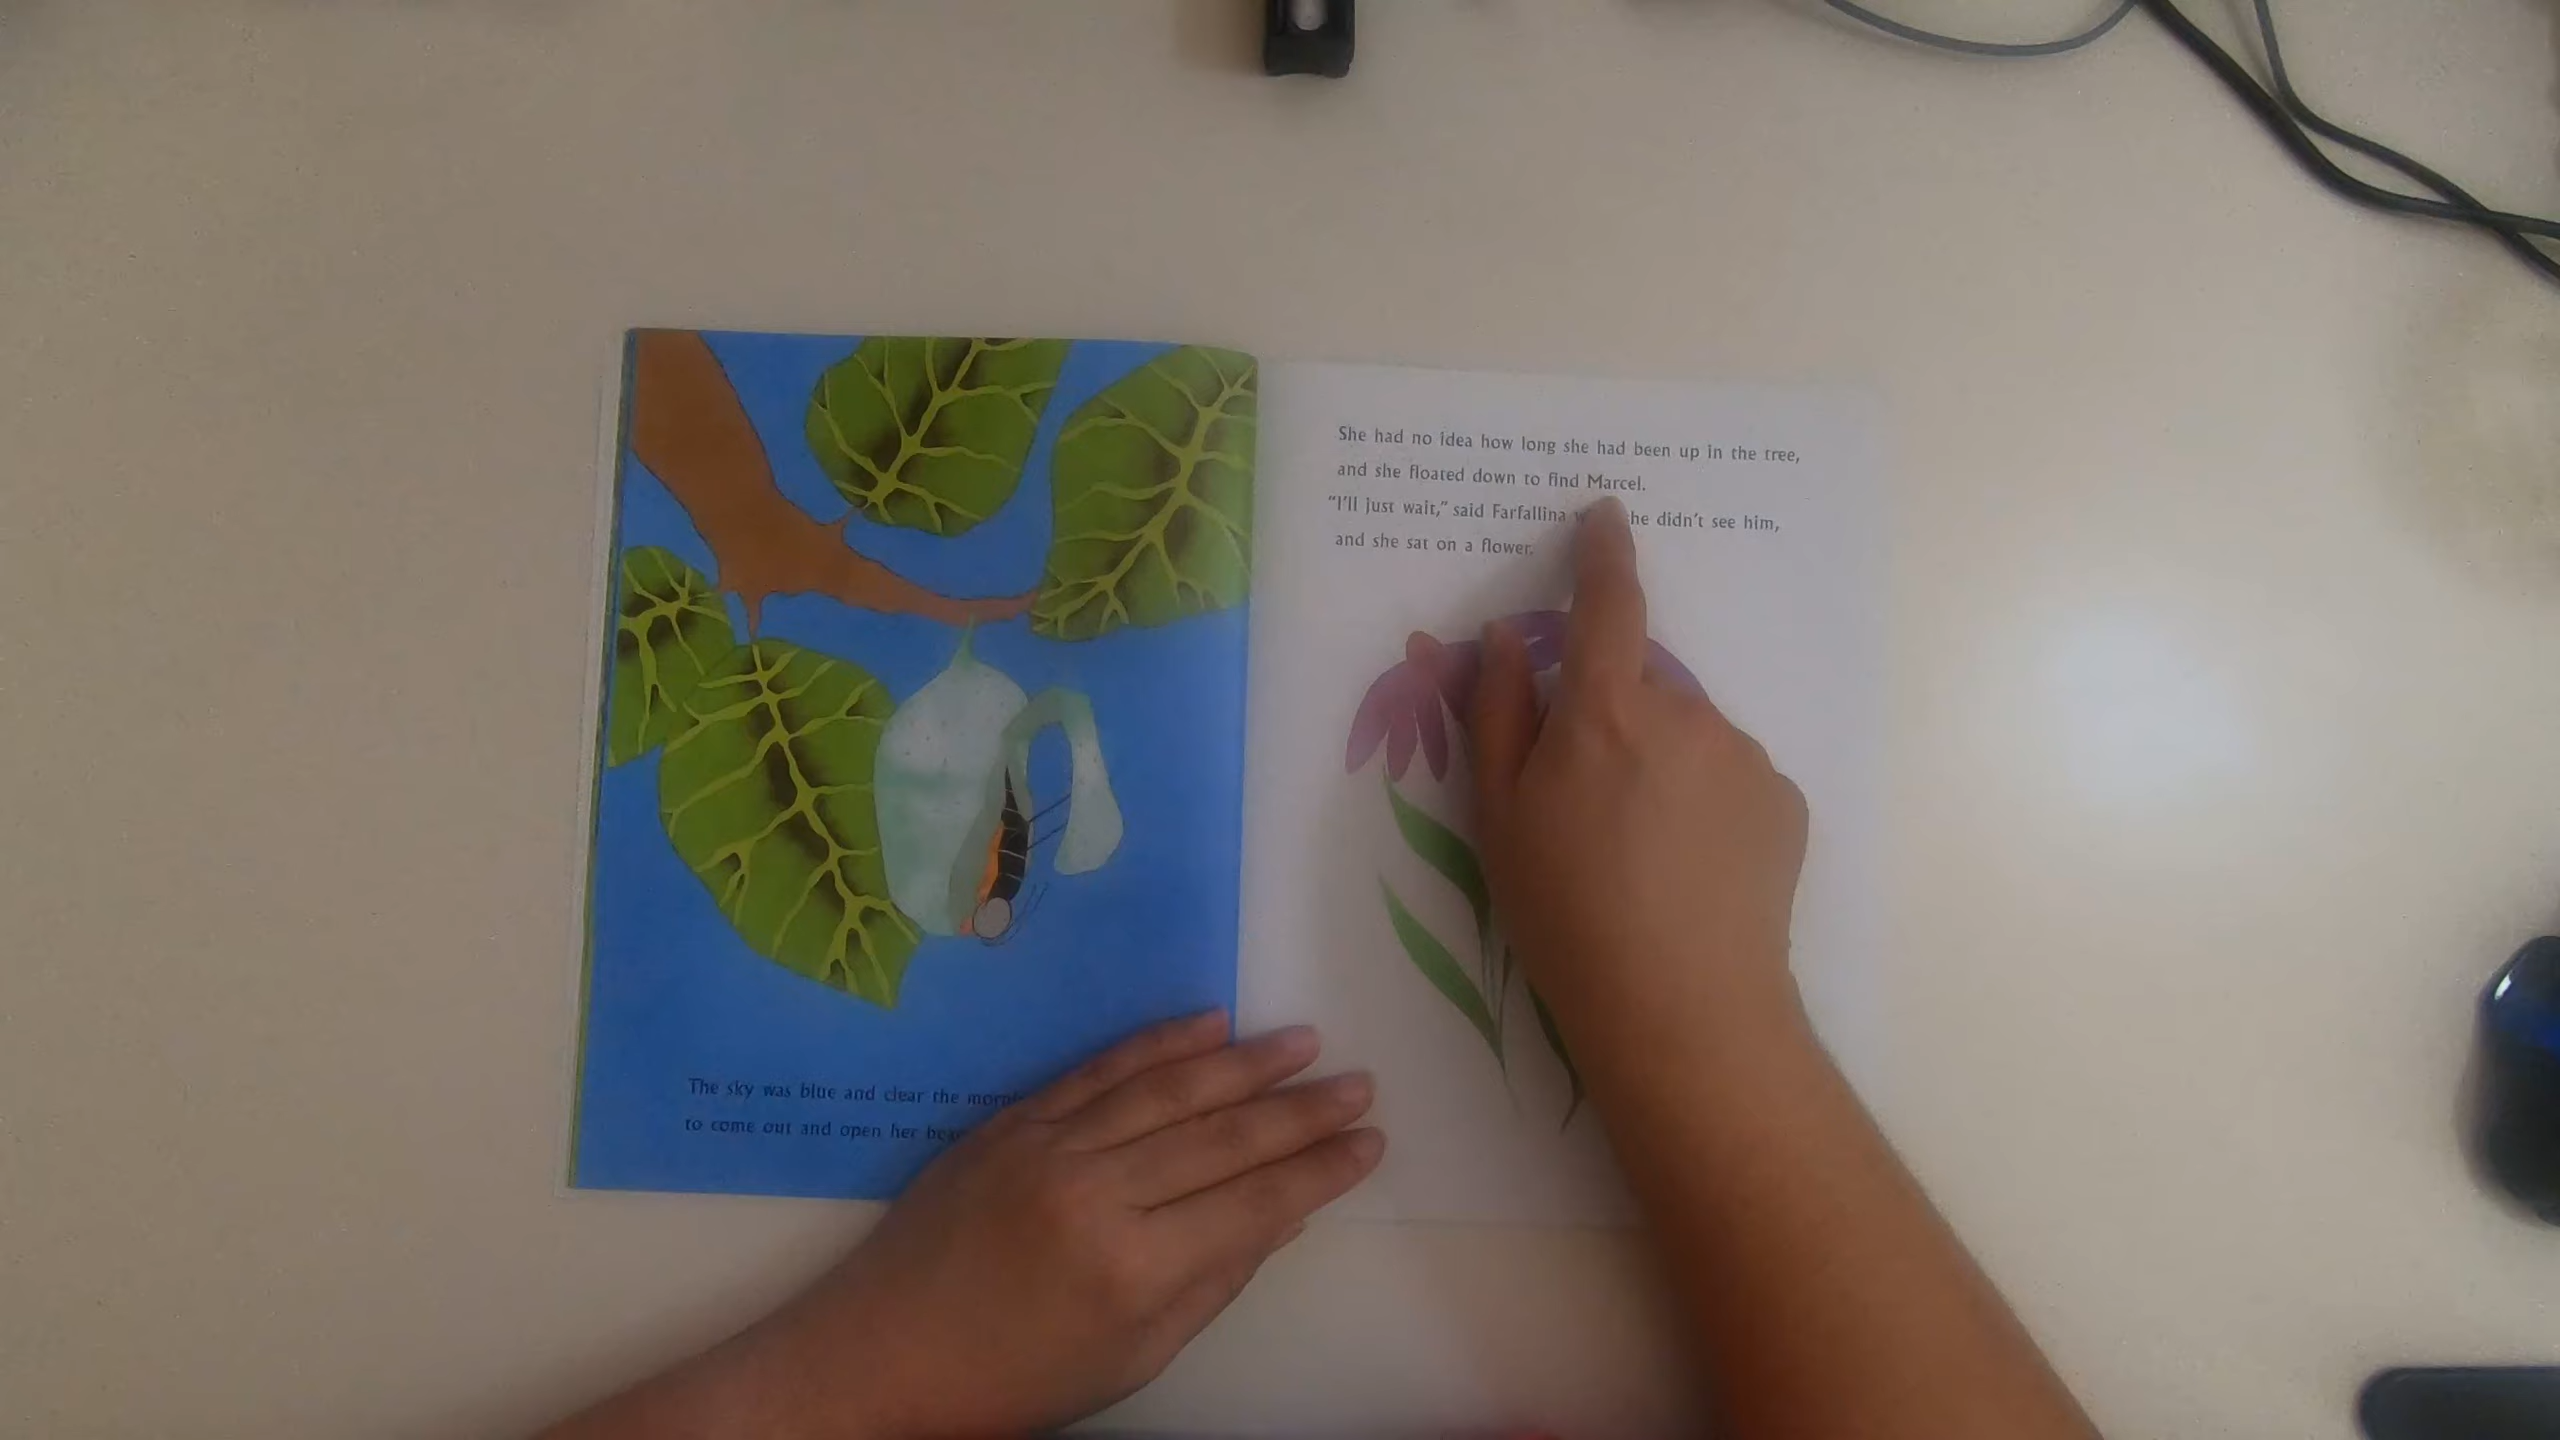 The sky was blue and clear the
to come out and open her
She had no idea how long she had been up in the tree,
and she floated down to find Marcel.
“I’ll just wait,” said Farfallina she didn’t see him,
and she sat on a flower.